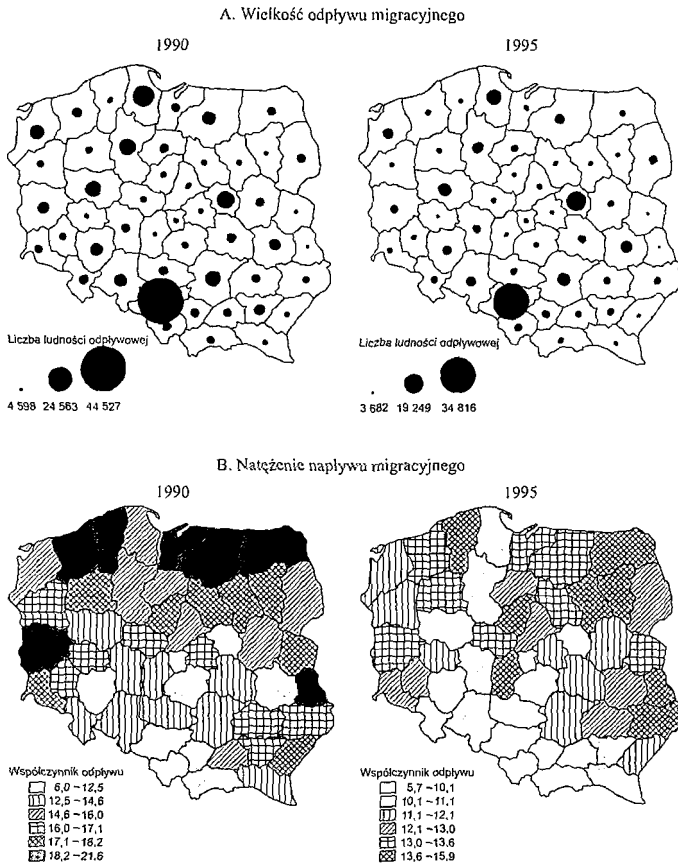 A. Wielkość odpływu migracyjnego
1990
1995
Liczba ludności odpływowej
4 598 24 563 44 527
Liczba ludności odpływowej
3 682 19 249 34 816
B. Natężenie napływu migracyjnego
1990
1995
Współczynnik odpływu
6,0 –12,5
12,5 –14,6
14,6 –16,0
16,0 –17,1
17,1 –18,2
18,2 –21,6
Współczynnik odpływu
5,7 –10,1
10,1 –11,1
11,1 –12,1
12,1 –13,0
13,0 –13,6
13,6 –15,9